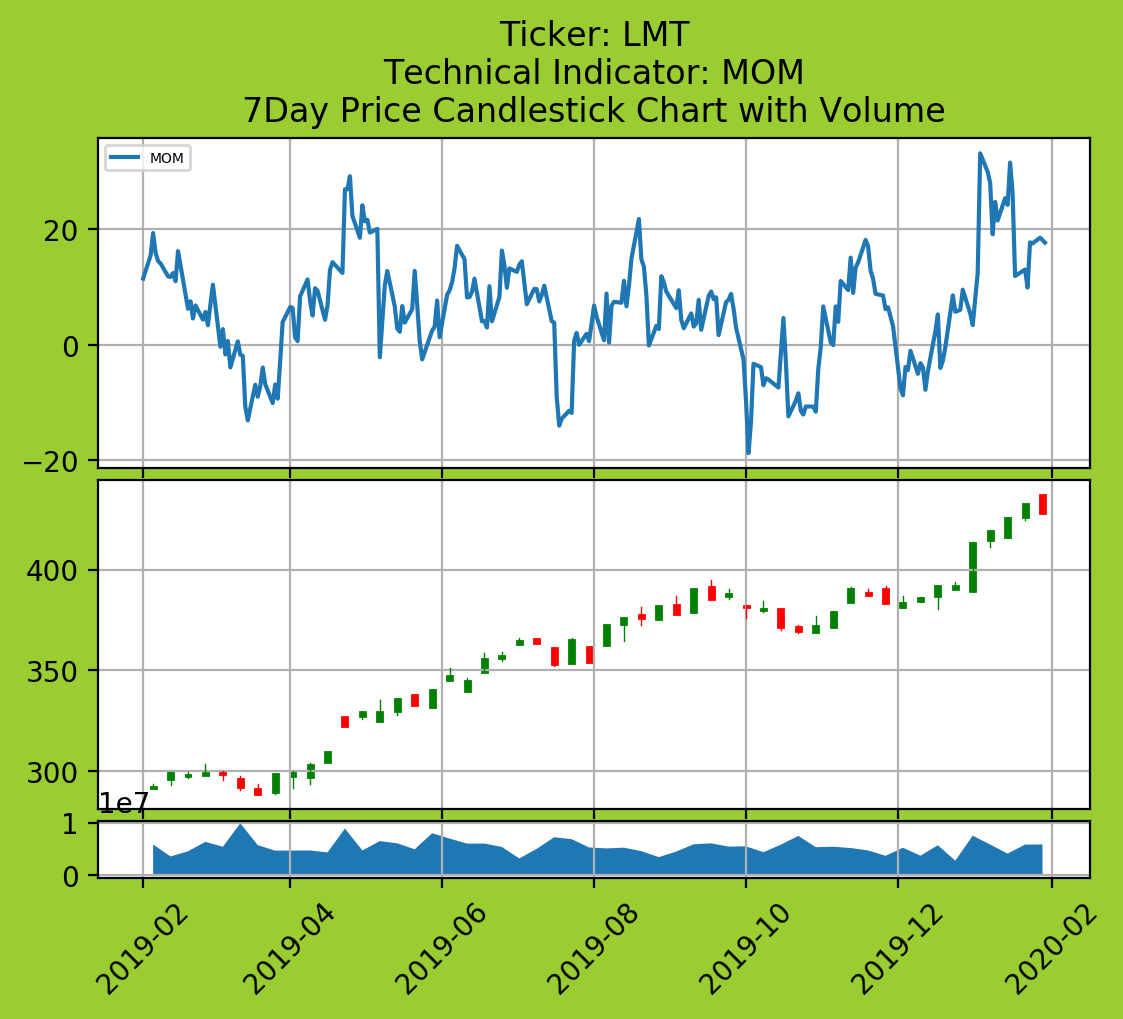 Ticker: LMT
Technical Indicator: MOM
7Day Price Candlestick Chart with Volume
MOM
20
0
−20
400
350
300
1e7
1
0
2019-02 2019-04 2019-06 2019-08 2019-10 2019-12 2020-02